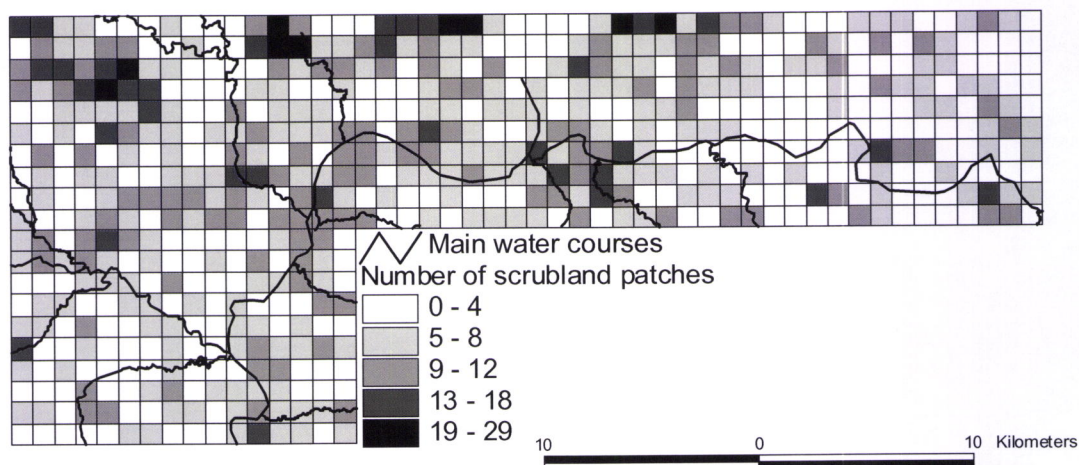 Main water courses
Number of scrubland patches
0 - 4
5 - 8
9 - 12
13 - 18
19 - 29
10 0 10 Kilometers